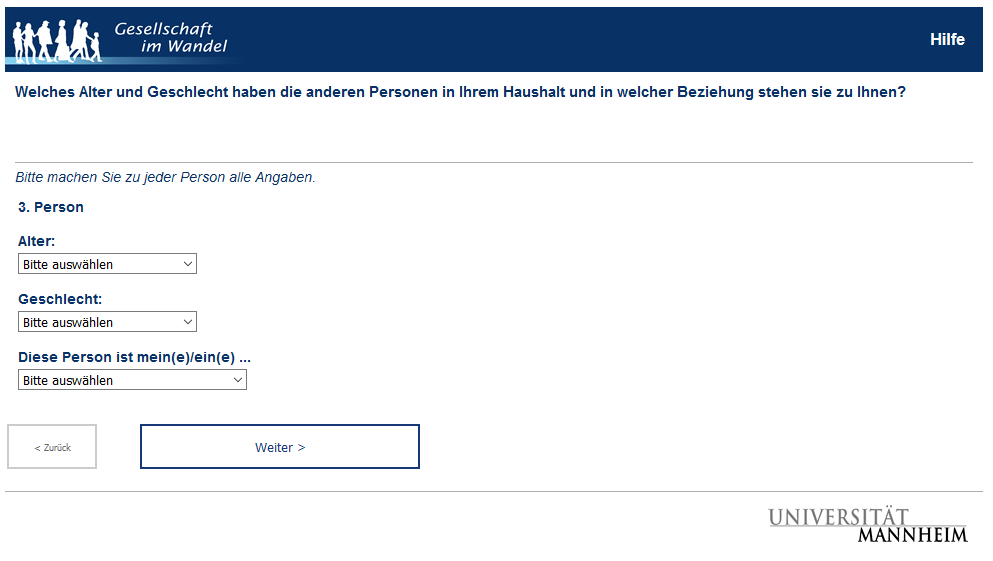 Gesellschaft
im Wandel
Hilfe
Welches Alter und Geschlecht haben die anderen Personen in Ihrem Haushalt und in welcher Beziehung stehen sie zu Ihnen?
Bitte machen Sie zu jeder Person alle Angaben.
3. Person
Alter:
Bitte auswählen
Geschlecht:
Bitte auswählen
Diese Person ist mein(e)/ein(e) ...
Bitte auswählen
< Zurück
Weiter >
UNIVERSITÄT
MANNHEIM